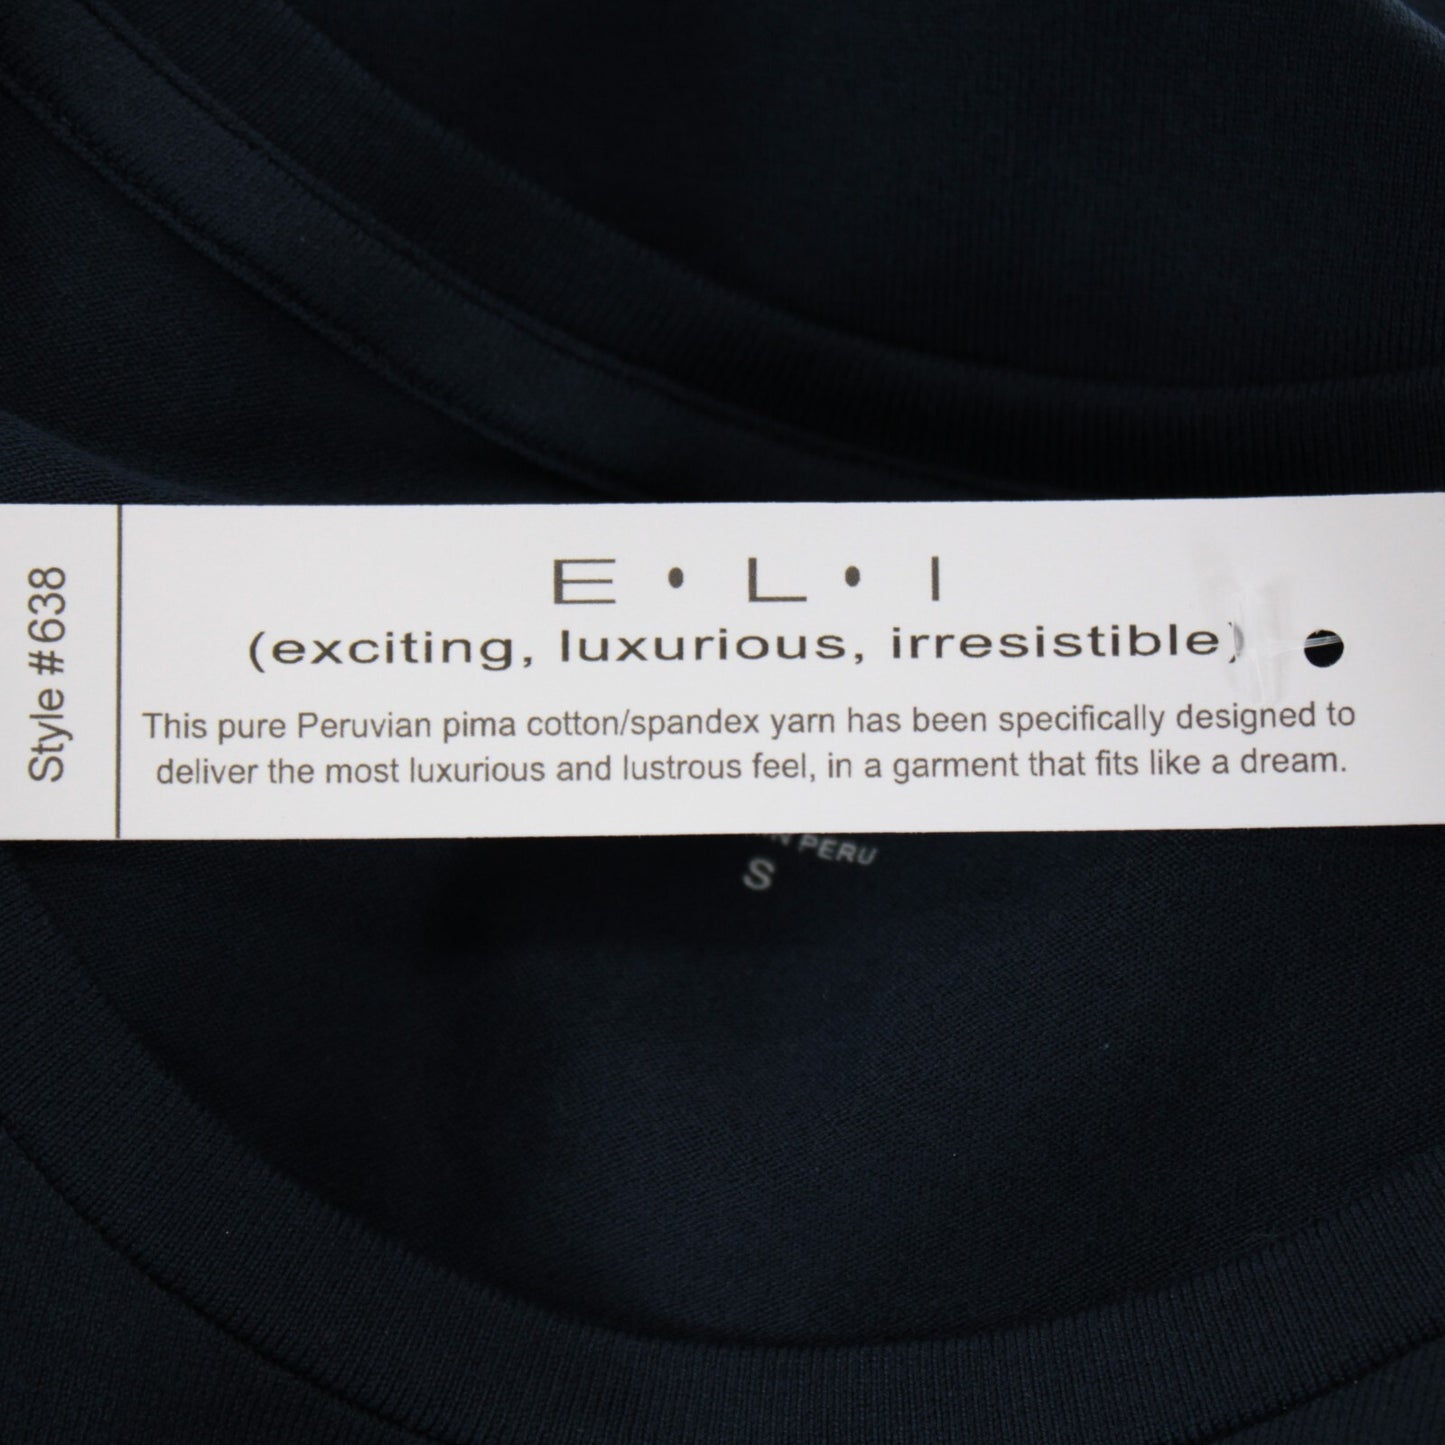 Style #638
E • L • I
(exciting, luxurious, irresistible)
This pure Peruvian pima cotton/spandex yarn has been specifically designed to
deliver the most luxurious and lustrous feel, in a garment that fits like a dream.
IN PERU
S